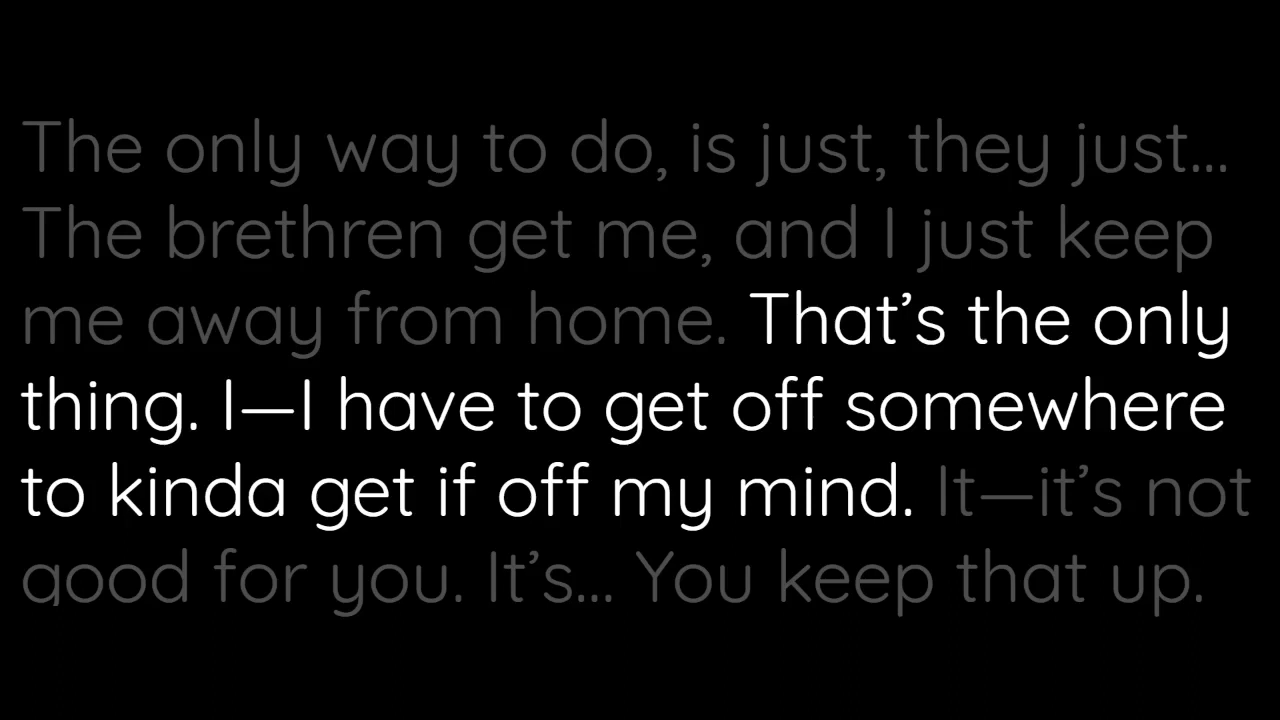 The only way to do, is just, they just...
The brethren get me, and I just keep
me away from home. That’s the only
thing. I—I have to get off somewhere
to kinda get if off my mind. It—it’s not
good for you. It’s... You keep that up.